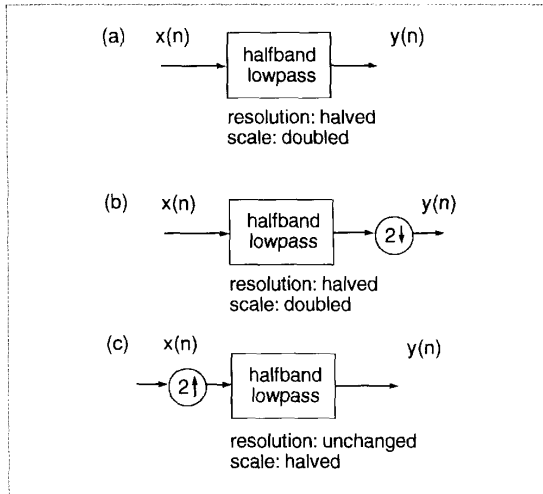 (a) x(n) y(n)
halfband
lowpass
resolution: halved
scale: doubled
(b) x(n) y(n)
halfband
lowpass
2↓
resolution: halved
scale: doubled
(c) x(n) y(n)
2↑
halfband
lowpass
resolution: unchanged
scale: halved